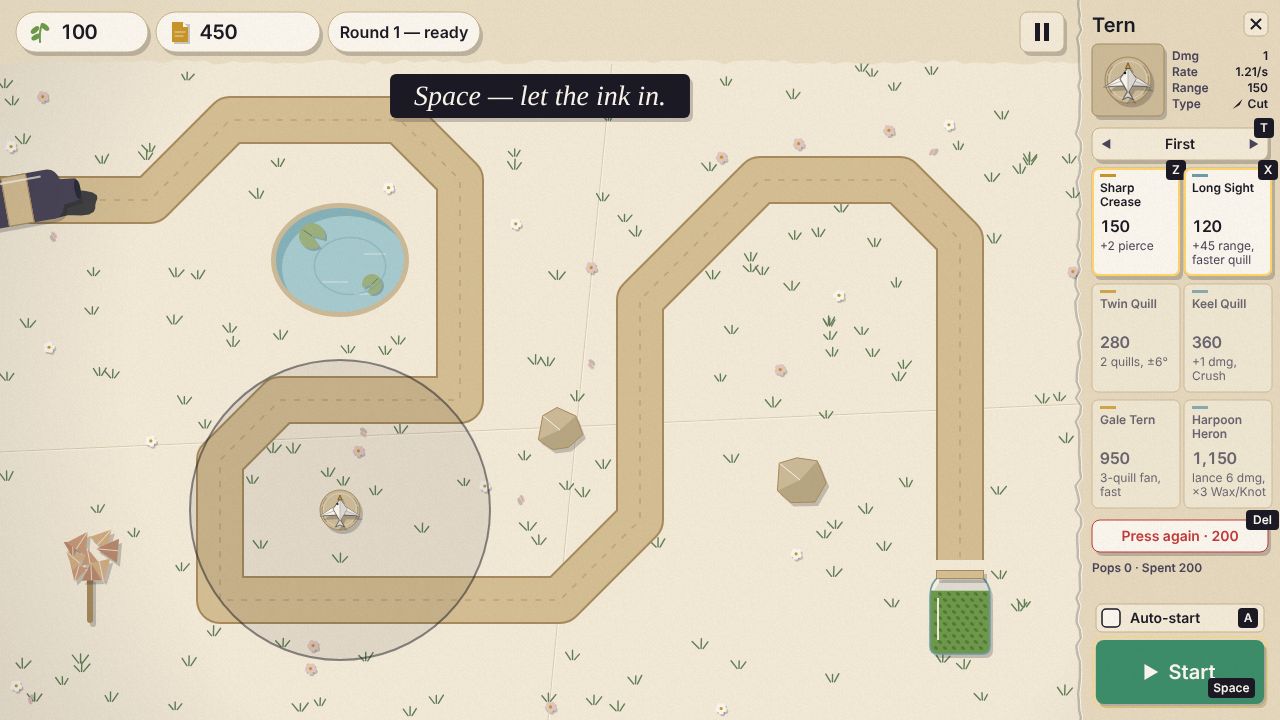 100
450
Round 1 — ready
Space — let the ink in.
Tern
Dmg 1
Rate 1.21/s
Range 150
Type Cut
T
First
Z
X
Sharp Crease
150
+2 pierce
Long Sight
120
+45 range, faster quill
Twin Quill
280
2 quills, ±6°
Keel Quill
360
+1 dmg, Crush
Gale Tern
950
3-quill fan, fast
Harpoon Heron
1,150
lance 6 dmg, ×3 Wax/Knot
Del
Press again · 200
Pops 0 · Spent 200
Auto-start
A
Start
Space